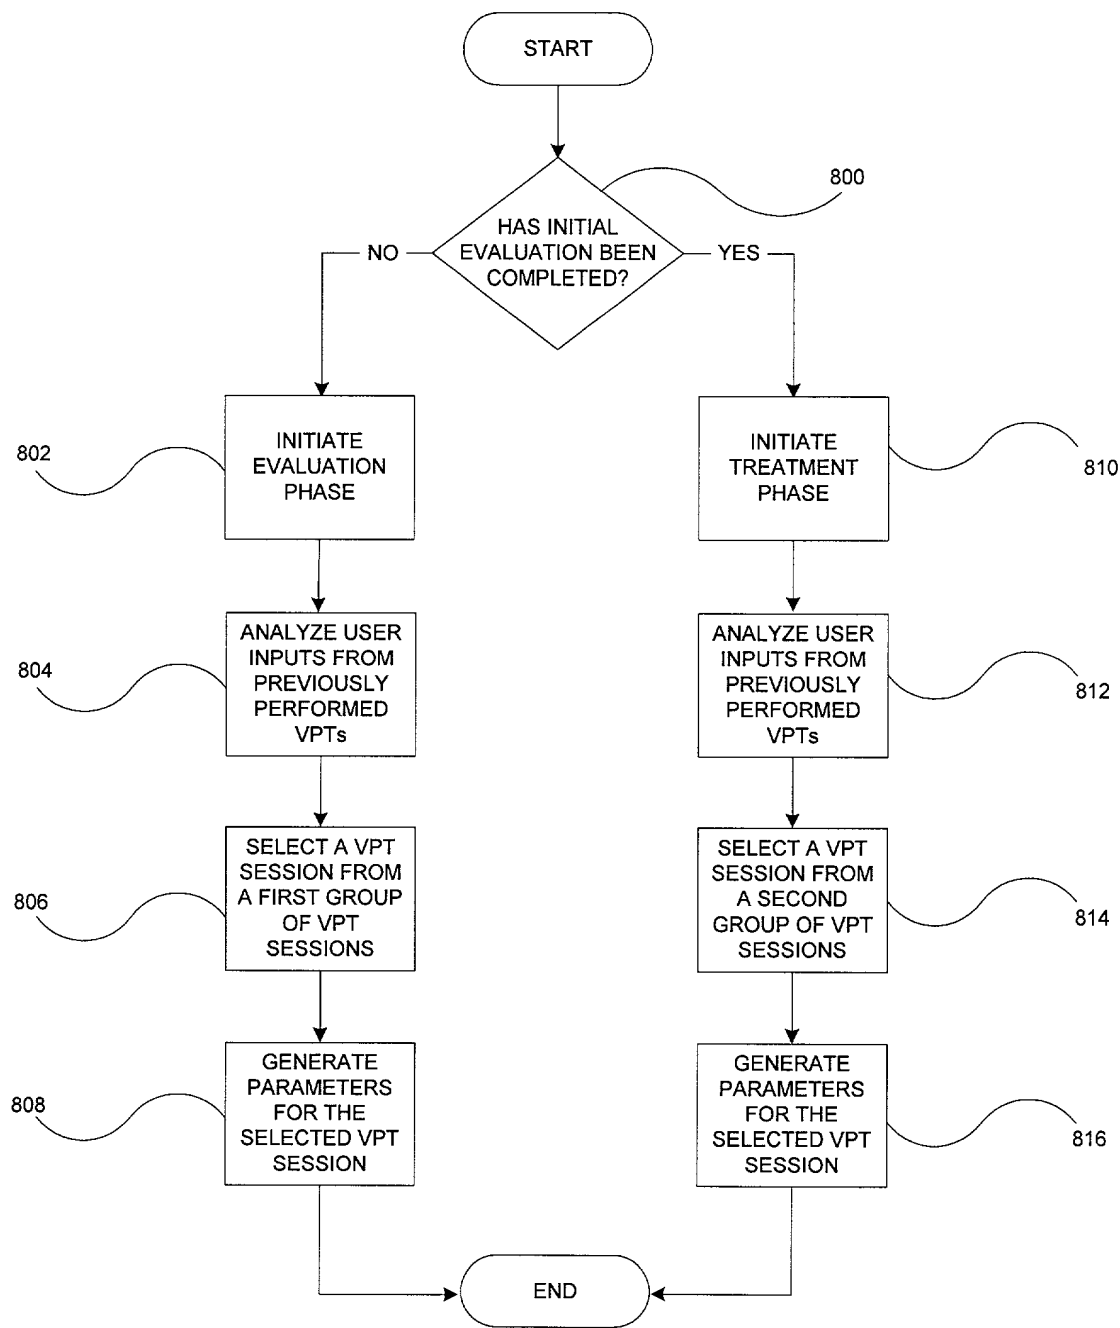 START
800
HAS INITIAL
EVALUATION BEEN
COMPLETED?
NO
YES
802
INITIATE
EVALUATION
PHASE
INITIATE
TREATMENT
PHASE
810
804
ANALYZE USER
INPUTS FROM
PREVIOUSLY
PERFORMED
VPTs
ANALYZE USER
INPUTS FROM
PREVIOUSLY
PERFORMED
VPTs
812
806
SELECT A VPT
SESSION FROM
A FIRST GROUP
OF VPT
SESSIONS
SELECT A VPT
SESSION FROM
A SECOND
GROUP OF VPT
SESSIONS
814
808
GENERATE
PARAMETERS
FOR THE
SELECTED VPT
SESSION
GENERATE
PARAMETERS
FOR THE
SELECTED VPT
SESSION
816
END